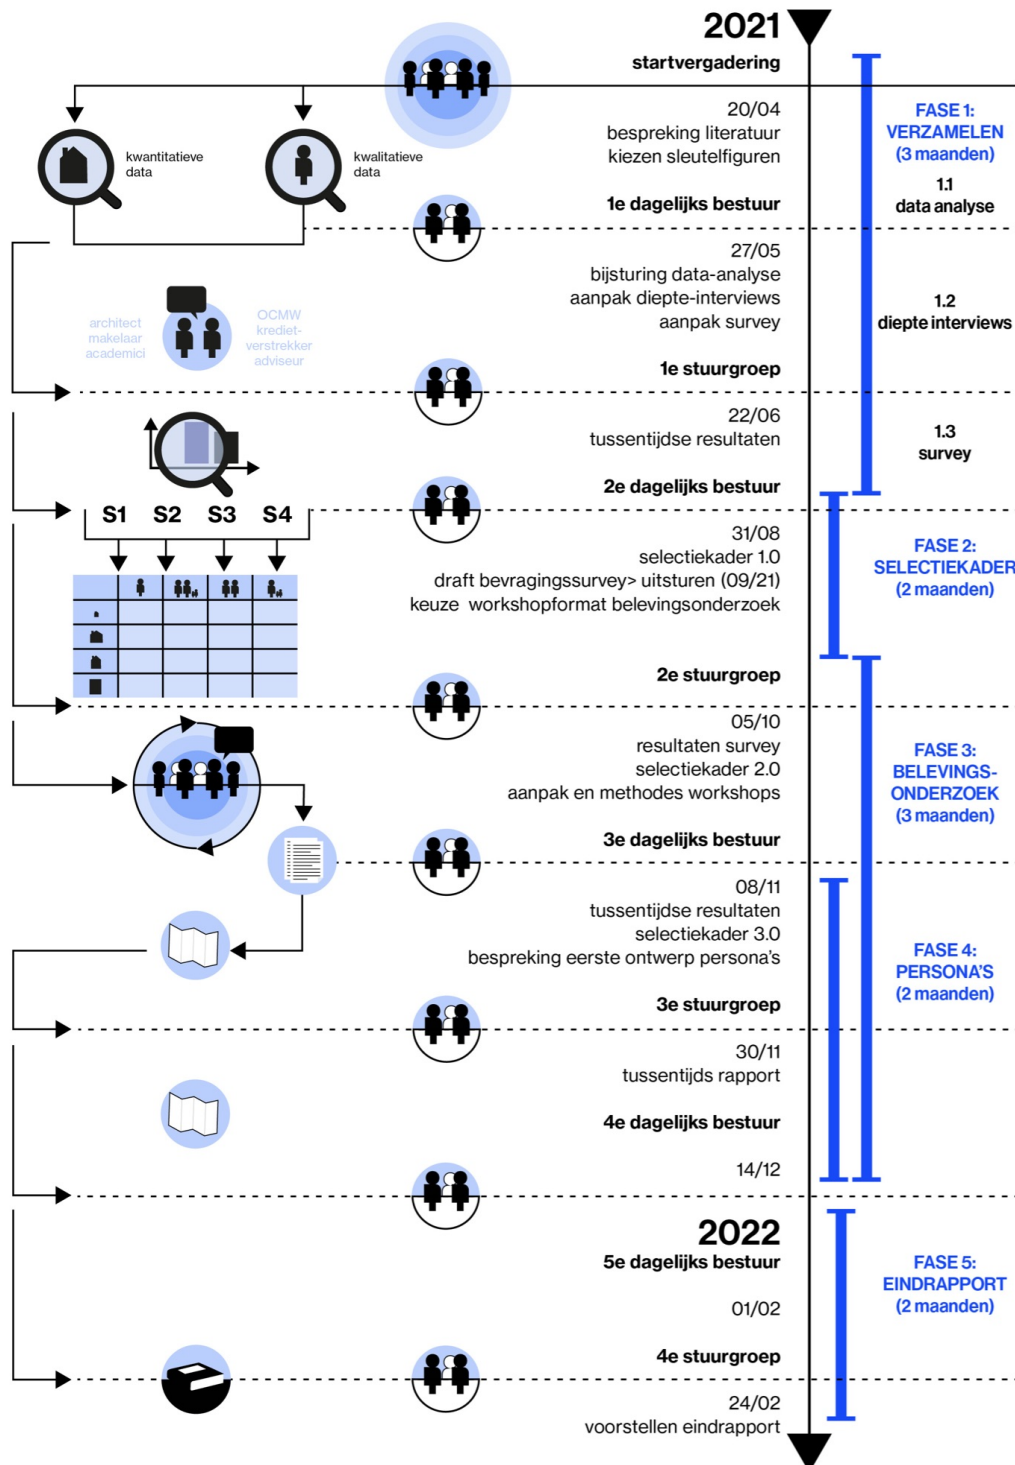 2021
startvergadering
20/04
bespreking literatuur
kiezen sleutelfiguren
FASE 1:
VERZAMELEN
(3 maanden)
kwantitatieve
data
kwalitatieve
data
1.1
data analyse
1e dagelijks bestuur
27/05
bijsturing data-analyse
aanpak diepte-interviews
aanpak survey
1.2
diepte interviews
architect
makelaar
academici
OCMW
krediet-
verstrekker
adviseur
1e stuurgroep
22/06
tussentijdse resultaten
1.3
survey
2e dagelijks bestuur
S1 S2 S3 S4
31/08
selectiekader 1.0
draft bevragingssurvey> uitsturen (09/21)
keuze workshopformat belevingsonderzoek
FASE 2:
SELECTIEKADER
(2 maanden)
2e stuurgroep
05/10
resultaten survey
selectiekader 2.0
aanpak en methodes workshops
FASE 3:
BELEVINGS-
ONDERZOEK
(3 maanden)
3e dagelijks bestuur
08/11
tussentijdse resultaten
selectiekader 3.0
bespreking eerste ontwerp persona's
FASE 4:
PERSONA'S
(2 maanden)
3e stuurgroep
30/11
tussentijds rapport
4e dagelijks bestuur
14/12
2022
5e dagelijks bestuur
01/02
FASE 5:
EINDRAPPORT
(2 maanden)
4e stuurgroep
24/02
voorstellen eindrapport